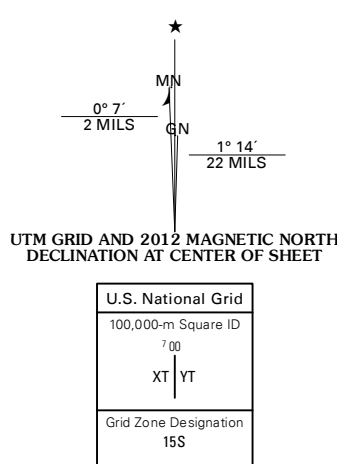 ★
MN
0° 7´
2 MILS
GN
1° 14´
22 MILS
UTM GRID AND 2012 MAGNETIC NORTH
DECLINATION AT CENTER OF SHEET
U.S. National Grid
100,000-m Square ID
7 00
XT YT
Grid Zone Designation
15S